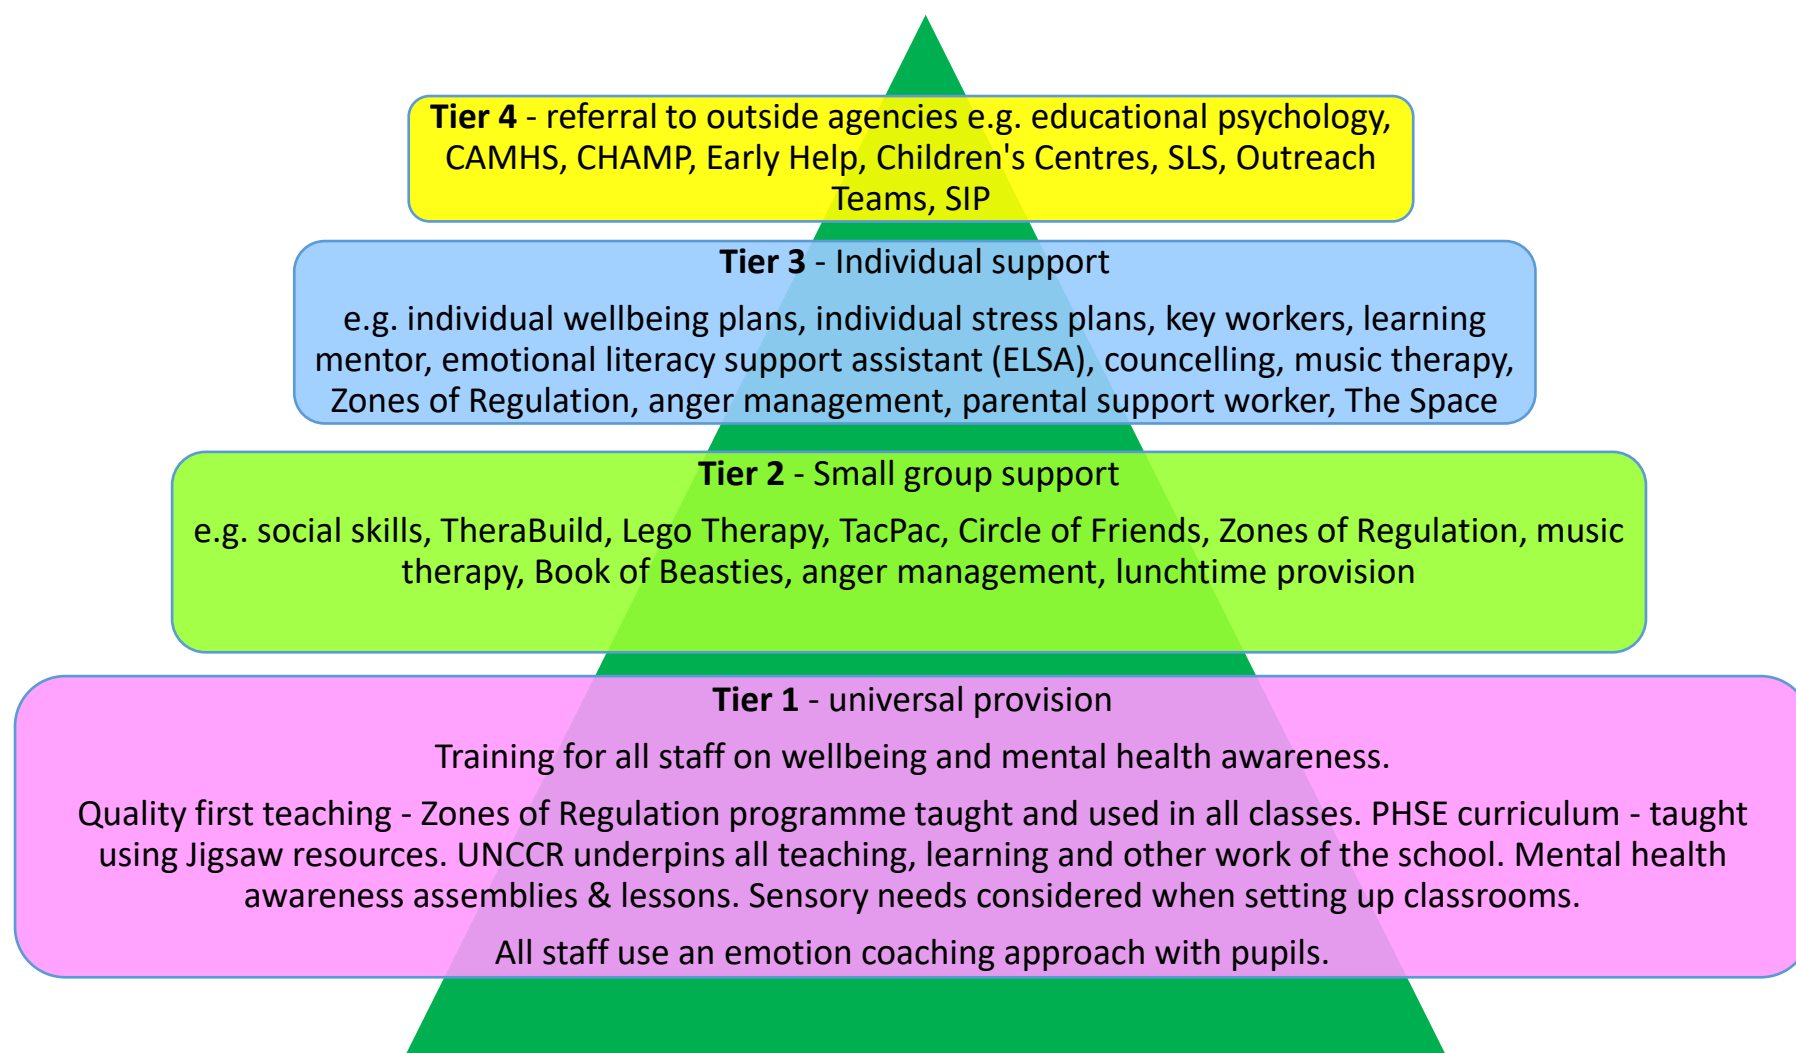 Tier 4 - referral to outside agencies e.g. educational psychology,
CAMHS, CHAMP, Early Help, Children's Centres, SLS, Outreach
Teams, SIP
Tier 3 - Individual support
e.g. individual wellbeing plans, individual stress plans, key workers, learning
mentor, emotional literacy support assistant (ELSA), councelling, music therapy,
Zones of Regulation, anger management, parental support worker, The Space
Tier 2 - Small group support
e.g. social skills, TheraBuild, Lego Therapy, TacPac, Circle of Friends, Zones of Regulation, music
therapy, Book of Beasties, anger management, lunchtime provision
Tier 1 - universal provision
Training for all staff on wellbeing and mental health awareness.
Quality first teaching - Zones of Regulation programme taught and used in all classes. PHSE curriculum - taught
using Jigsaw resources. UNCCR underpins all teaching, learning and other work of the school. Mental health
awareness assemblies & lessons. Sensory needs considered when setting up classrooms.
All staff use an emotion coaching approach with pupils.